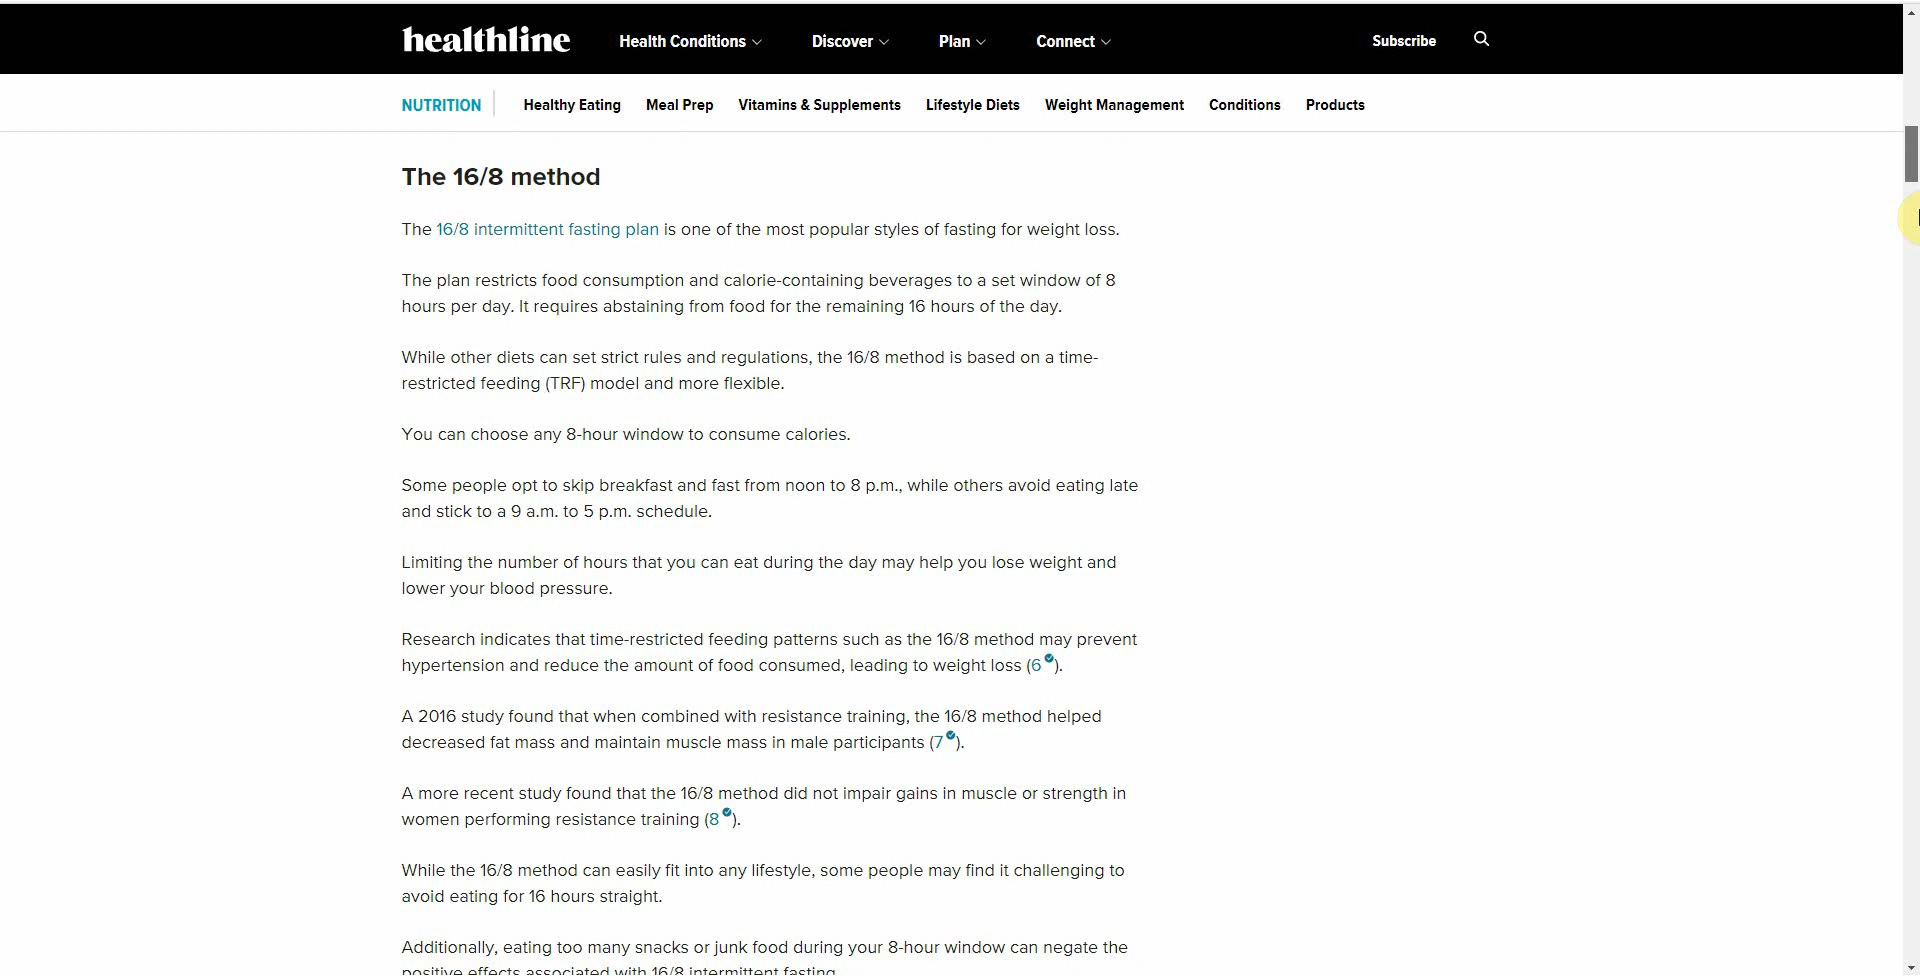 healthline
Health Conditions
Discover
Plan
Connect
Subscribe
NUTRITION
Healthy Eating
Meal Prep
Vitamins & Supplements
Lifestyle Diets
Weight Management
Conditions
Products
The 16/8 method
The 16/8 intermittent fasting plan is one of the most popular styles of fasting for weight loss.
The plan restricts food consumption and calorie-containing beverages to a set window of 8
hours per day. It requires abstaining from food for the remaining 16 hours of the day.
While other diets can set strict rules and regulations, the 16/8 method is based on a time-
restricted feeding (TRF) model and more flexible.
You can choose any 8-hour window to consume calories.
Some people opt to skip breakfast and fast from noon to 8 p.m., while others avoid eating late
and stick to a 9 a.m. to 5 p.m. schedule.
Limiting the number of hours that you can eat during the day may help you lose weight and
lower your blood pressure.
Research indicates that time-restricted feeding patterns such as the 16/8 method may prevent
hypertension and reduce the amount of food consumed, leading to weight loss (6).
A 2016 study found that when combined with resistance training, the 16/8 method helped
decreased fat mass and maintain muscle mass in male participants (7).
A more recent study found that the 16/8 method did not impair gains in muscle or strength in
women performing resistance training (8).
While the 16/8 method can easily fit into any lifestyle, some people may find it challenging to
avoid eating for 16 hours straight.
Additionally, eating too many snacks or junk food during your 8-hour window can negate the
positive effects associated with 16/8 intermittent fasting.